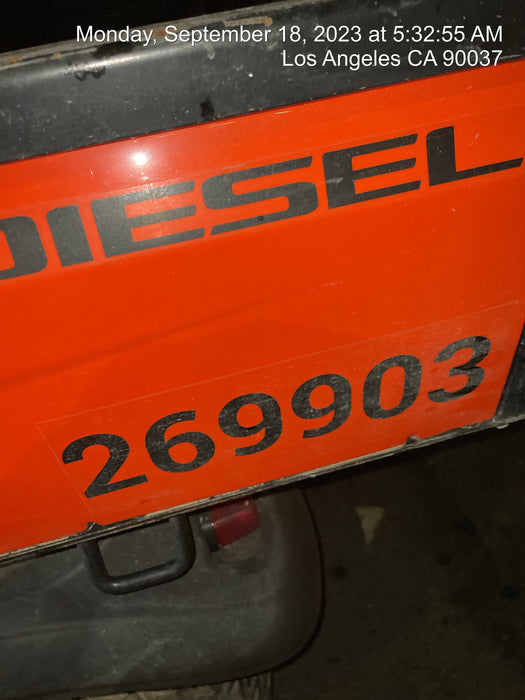 Monday, September 18, 2023 at 5:32:55 AM
Los Angeles CA 90037
DIESEL
269903